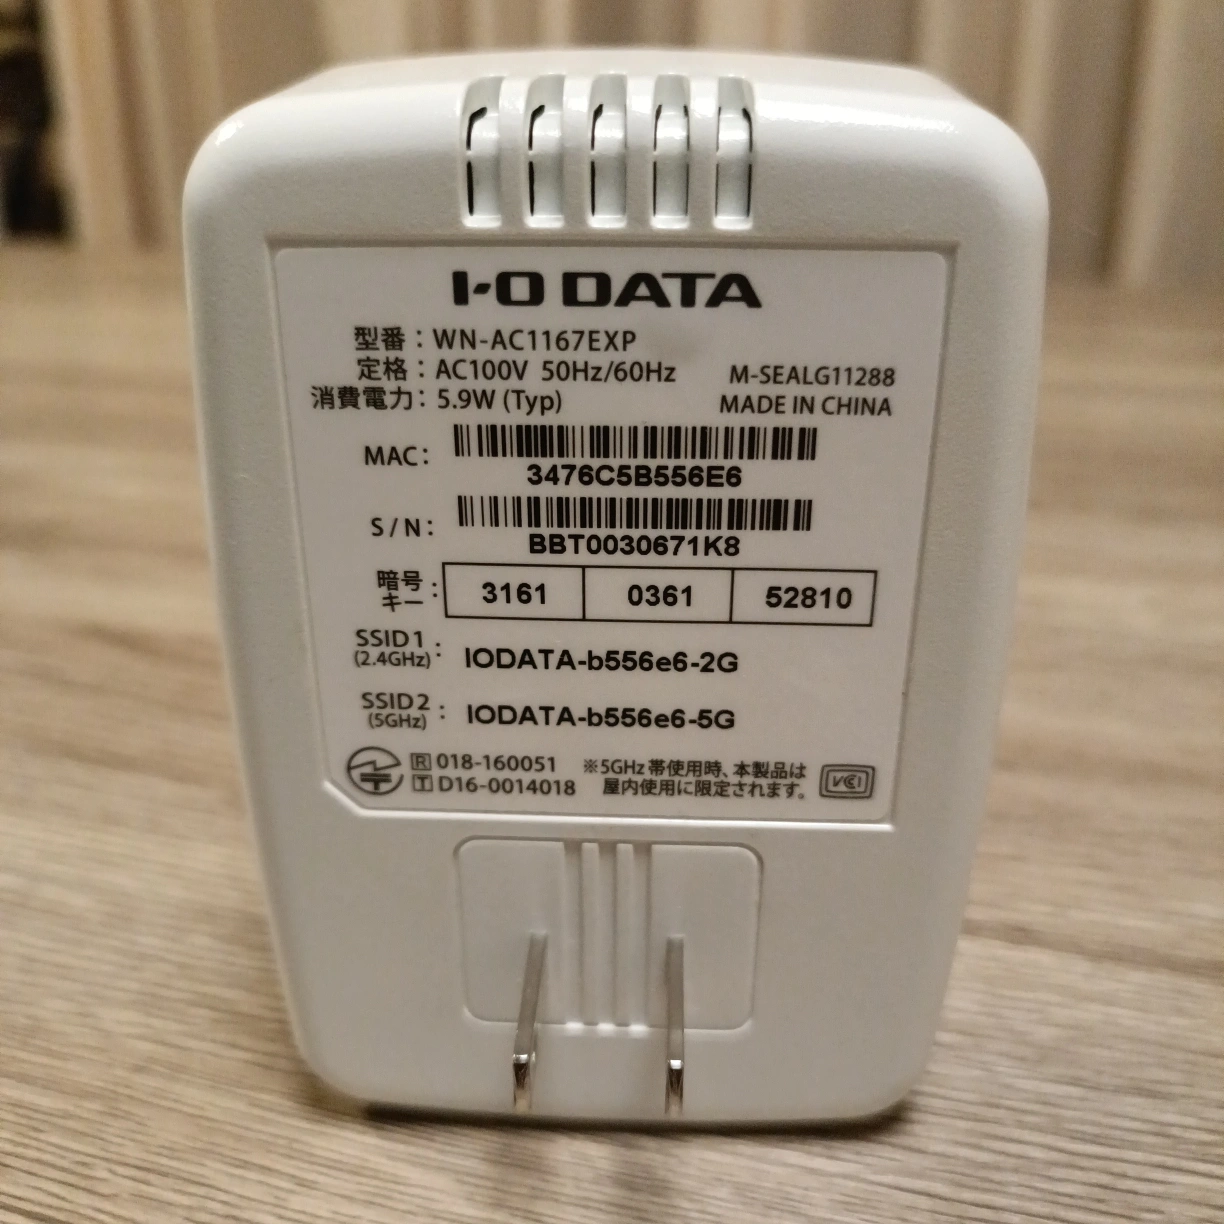 I-O DATA
型番：WN-AC1167EXP
定格：AC100V 50Hz/60Hz M-SEALG11288
消費電力：5.9W (Typ) MADE IN CHINA
MAC：
3476C5B556E6
S/N：
BBT0030671K8
暗号キー： 3161 0361 52810
SSID1 (2.4GHz)： IODATA-b556e6-2G
SSID2 (5GHz)： IODATA-b556e6-5G
R 018-160051 ※5GHz帯使用時、本製品は
T D16-0014018 屋内使用に限定されます。
VCCI